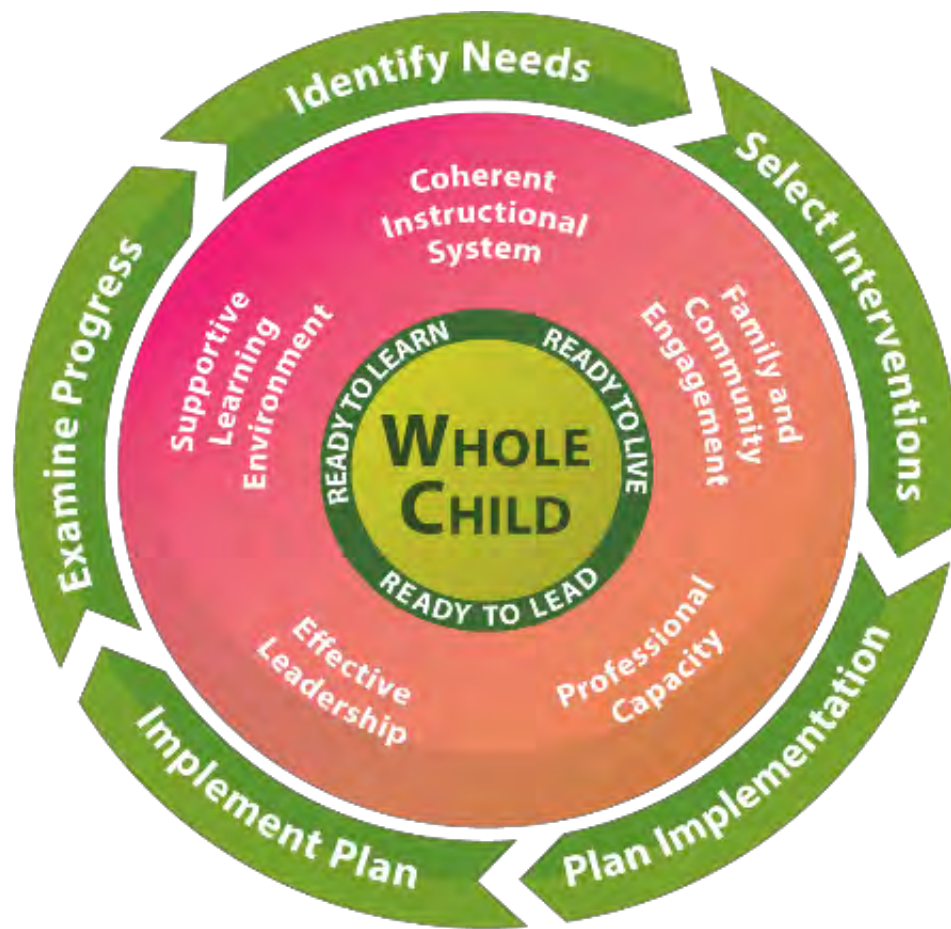 Identify Needs
Select Interventions
Plan Implementation
Implement Plan
Examine Progress
Coherent
Instructional
System
Family and
Community
Engagement
Professional
Capacity
Effective
Leadership
Supportive
Learning
Environment
READY TO LEARN
READY TO LIVE
READY TO LEAD
WHOLE
CHILD